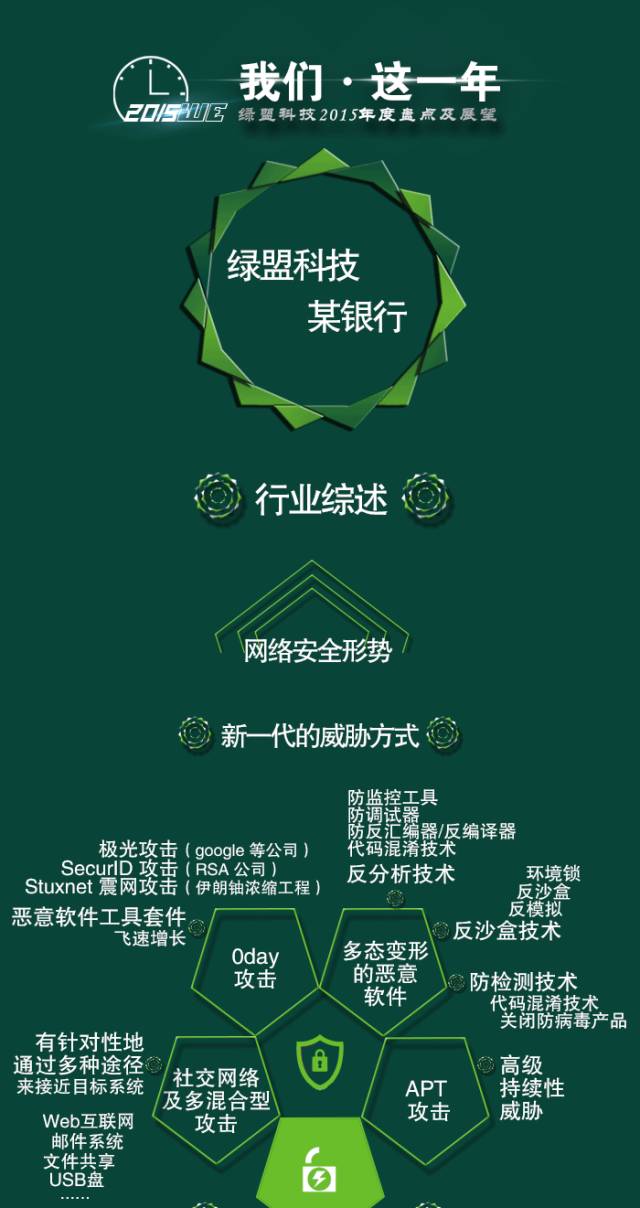 我们·这一年
2015WE
绿盟科技2015年度盘点及展望
绿盟科技
某银行
行业综述
网络安全形势
新一代的威胁方式
防监控工具
防调试器
防反汇编器/反编译器
代码混淆技术
反分析技术
极光攻击（google 等公司）
SecurID 攻击（RSA 公司）
Stuxnet 震网攻击（伊朗铀浓缩工程）
恶意软件工具套件
飞速增长
环境锁
反沙盒
反模拟
反沙盒技术
0day
攻击
多态变形
的恶意
软件
防检测技术
代码混淆技术
关闭防病毒产品
有针对性地
通过多种途径
来接近目标系统
Web互联网
邮件系统
文件共享
USB盘
......
社交网络
及多混合型
攻击
APT
攻击
高级
持续性
威胁